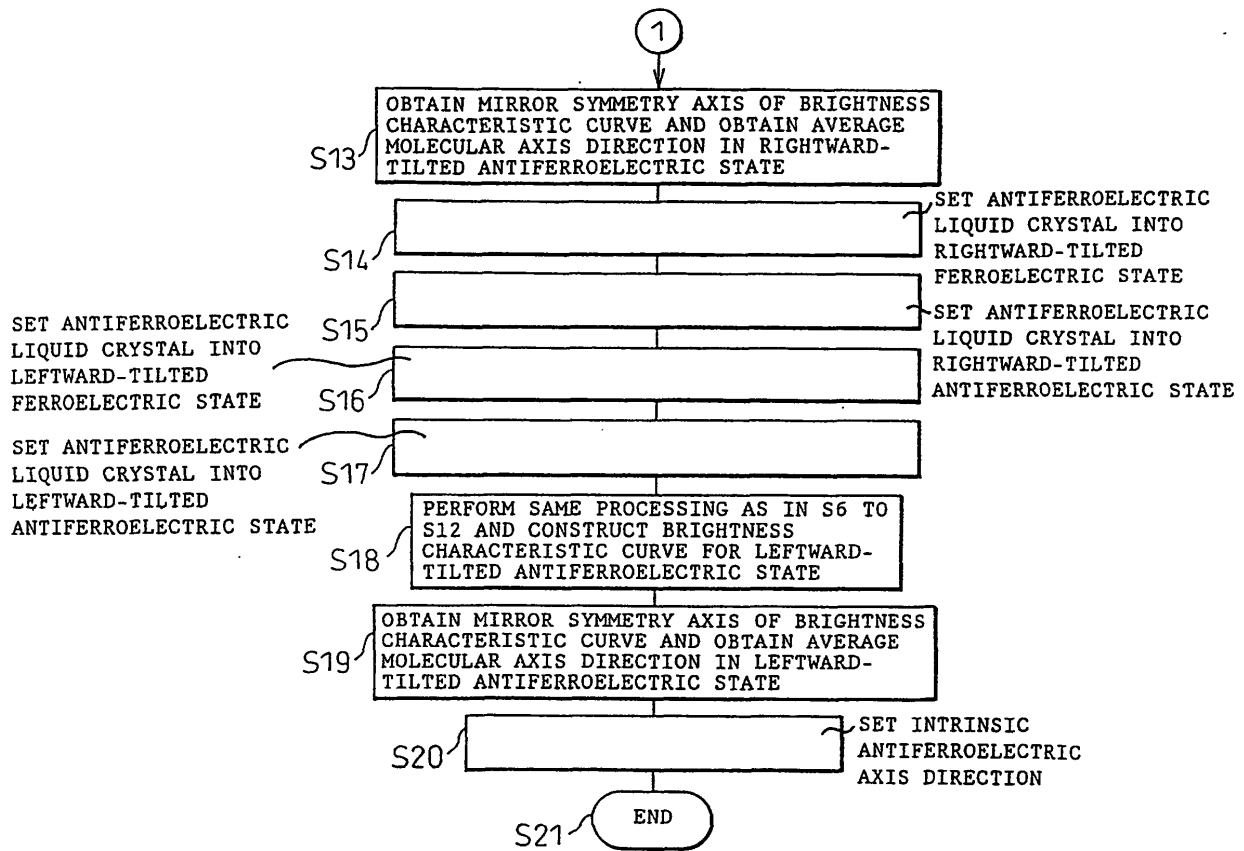 1
OBTAIN MIRROR SYMMETRY AXIS OF BRIGHTNESS
CHARACTERISTIC CURVE AND OBTAIN AVERAGE
MOLECULAR AXIS DIRECTION IN RIGHTWARD-
TILTED ANTIFERROELECTRIC STATE
S13
SET ANTIFERROELECTRIC
LIQUID CRYSTAL INTO
RIGHTWARD-TILTED
FERROELECTRIC STATE
S14
SET ANTIFERROELECTRIC
LIQUID CRYSTAL INTO
RIGHTWARD-TILTED
ANTIFERROELECTRIC STATE
S15
SET ANTIFERROELECTRIC
LIQUID CRYSTAL INTO
LEFTWARD-TILTED
FERROELECTRIC STATE
S16
SET ANTIFERROELECTRIC
LIQUID CRYSTAL INTO
LEFTWARD-TILTED
ANTIFERROELECTRIC STATE
S17
PERFORM SAME PROCESSING AS IN S6 TO
S12 AND CONSTRUCT BRIGHTNESS
CHARACTERISTIC CURVE FOR LEFTWARD-
TILTED ANTIFERROELECTRIC STATE
S18
OBTAIN MIRROR SYMMETRY AXIS OF BRIGHTNESS
CHARACTERISTIC CURVE AND OBTAIN AVERAGE
MOLECULAR AXIS DIRECTION IN LEFTWARD-
TILTED ANTIFERROELECTRIC STATE
S19
SET INTRINSIC
ANTIFERROELECTRIC
AXIS DIRECTION
S20
END
S21